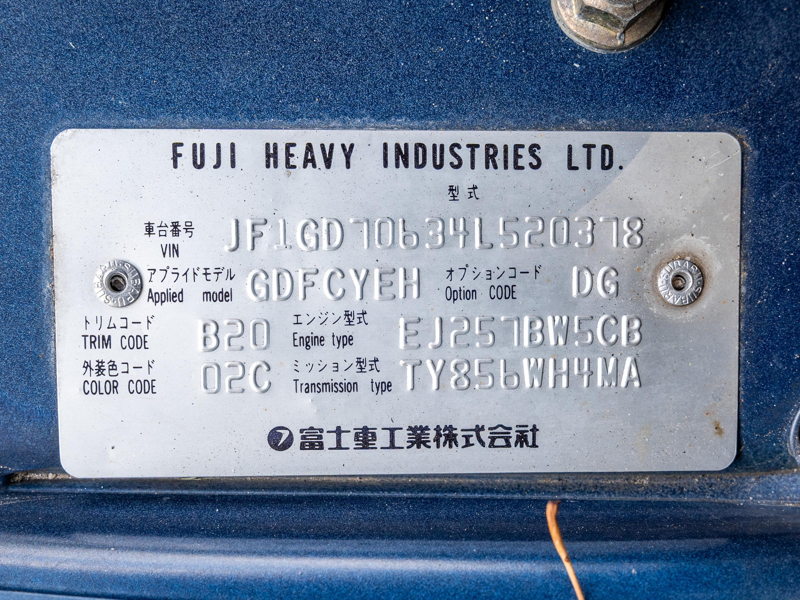 FUJI HEAVY INDUSTRIES LTD.
型式
車台番号 VIN JF1GD70634L520378
アプライドモデル Applied model GDFCYEH オプションコード Option CODE DG
トリムコード TRIM CODE B20 エンジン型式 Engine type EJ257BW5CB
外装色コード COLOR CODE 02C ミッション型式 Transmission type TY856WH4MA
富士重工業株式会社